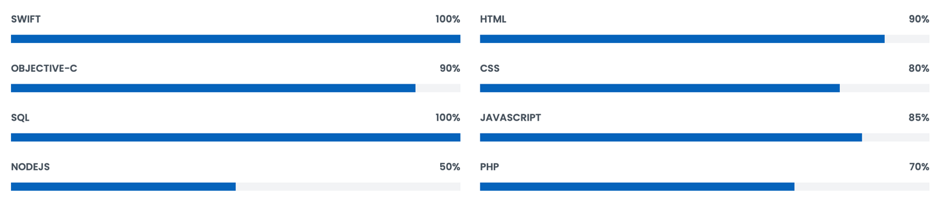 SWIFT 100%
OBJECTIVE-C 90%
SQL 100%
NODEJS 50%
HTML 90%
CSS 80%
JAVASCRIPT 85%
PHP 70%